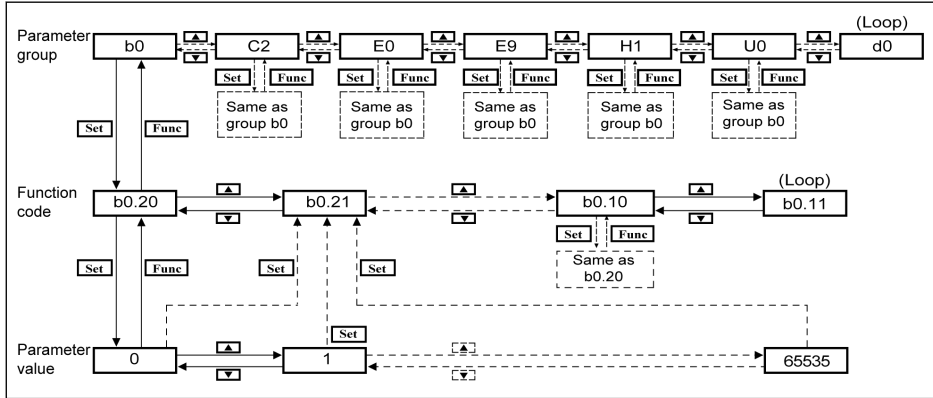 (Loop)
Parameter group
▲ ▲ ▲ ▲ ▲ ▲
b0 C2 E0 E9 H1 U0 d0
▼ ▼ ▼ ▼ ▼ ▼
Set Func Set Func Set Func Set Func Set Func
Same as group b0
Same as group b0
Same as group b0
Same as group b0
Same as group b0
Set Func
(Loop)
Function code
▲ ▲ ▲
b0.20 b0.21 b0.10 b0.11
▼ ▼ ▼
Set Func
Same as b0.20
Set Func Set Set
Set
Parameter value
▲ ▲
0 1 65535
▼ ▼